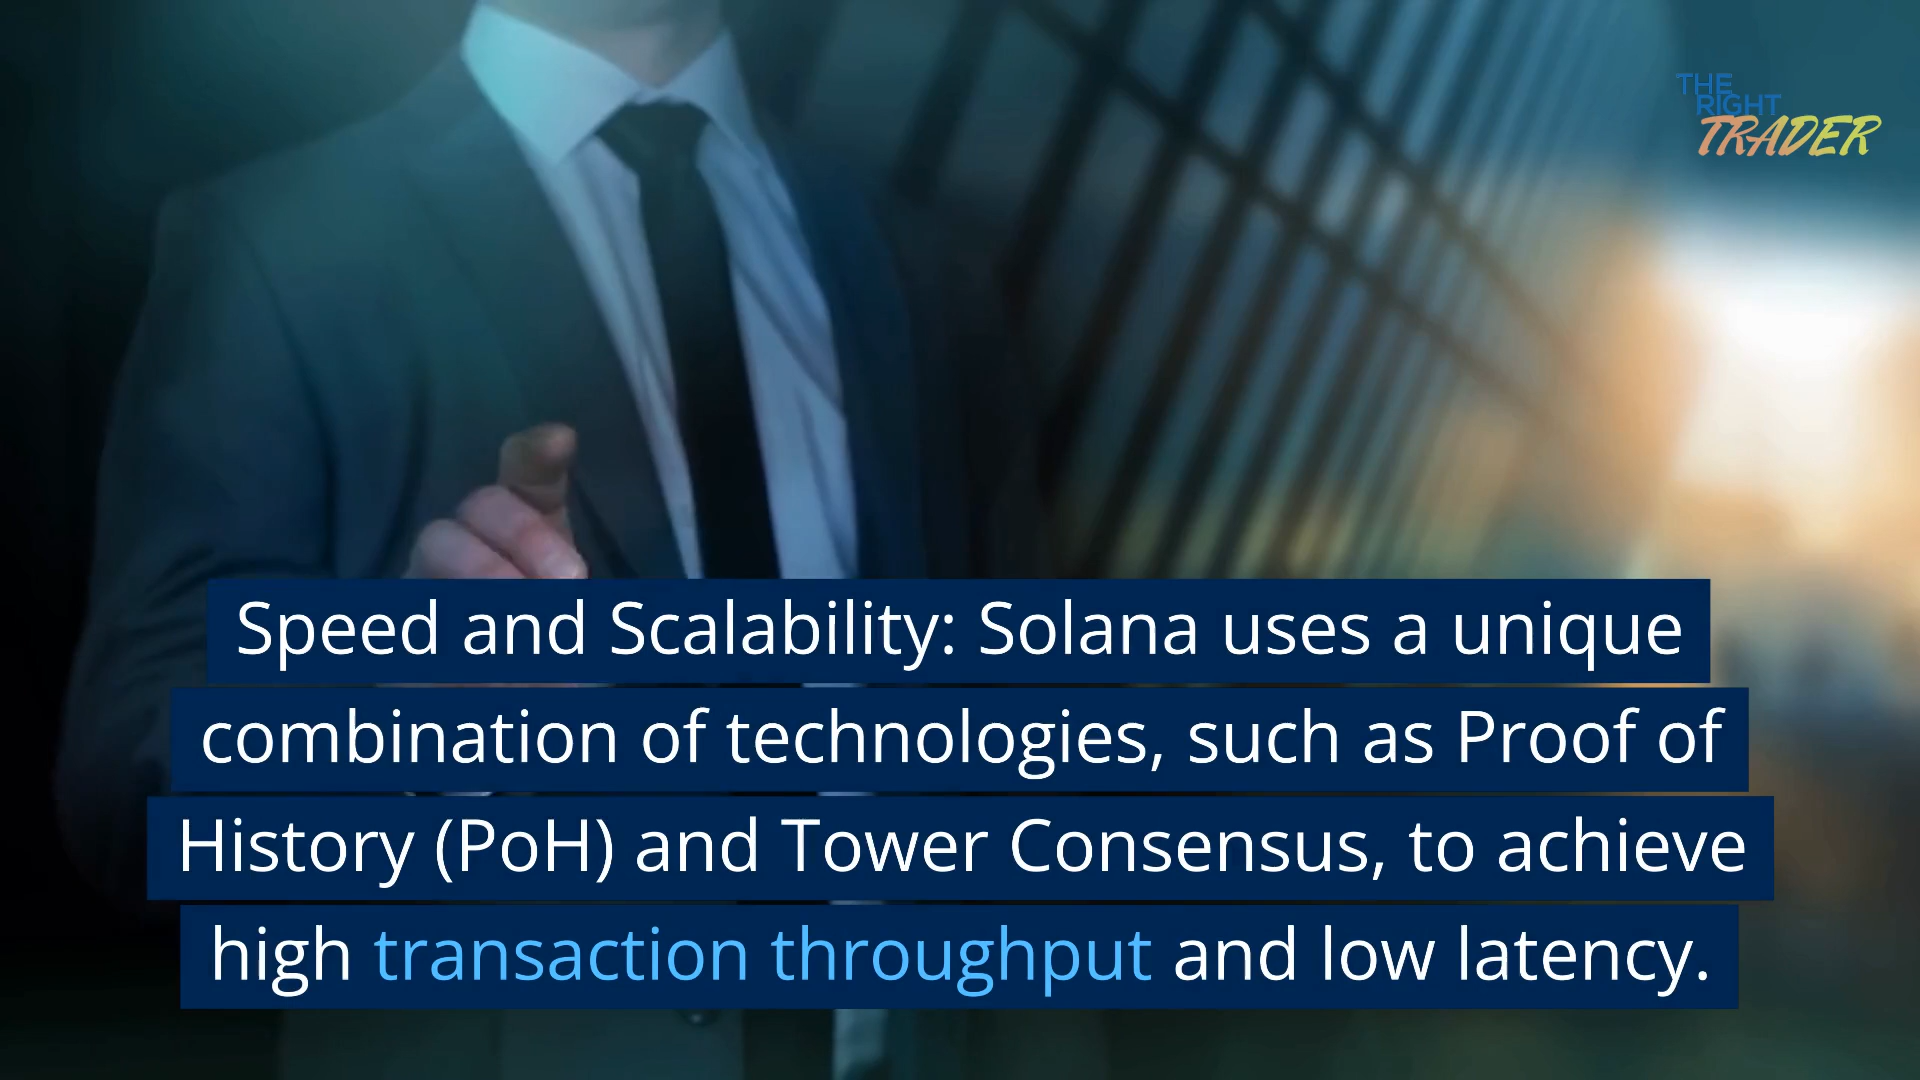 THE
RIGHT
TRADER
Speed and Scalability: Solana uses a unique
combination of technologies, such as Proof of
History (PoH) and Tower Consensus, to achieve
high transaction throughput and low latency.